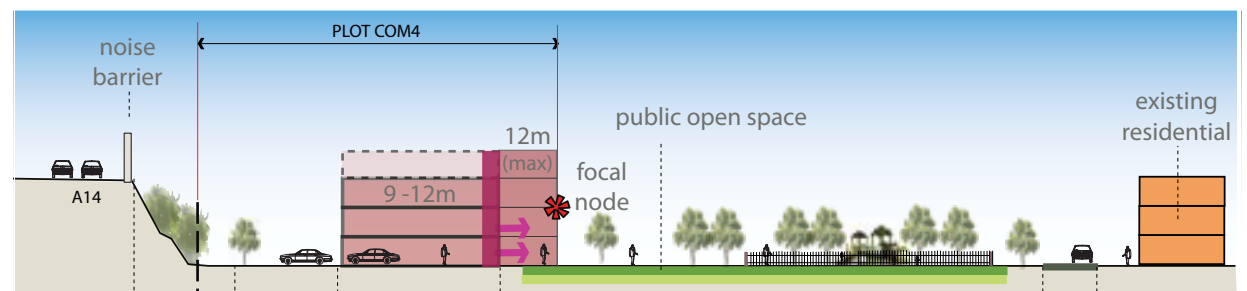 PLOT COM4
noise
barrier
A14
12m
(max)
9 -12m
focal
node
public open space
existing
residential